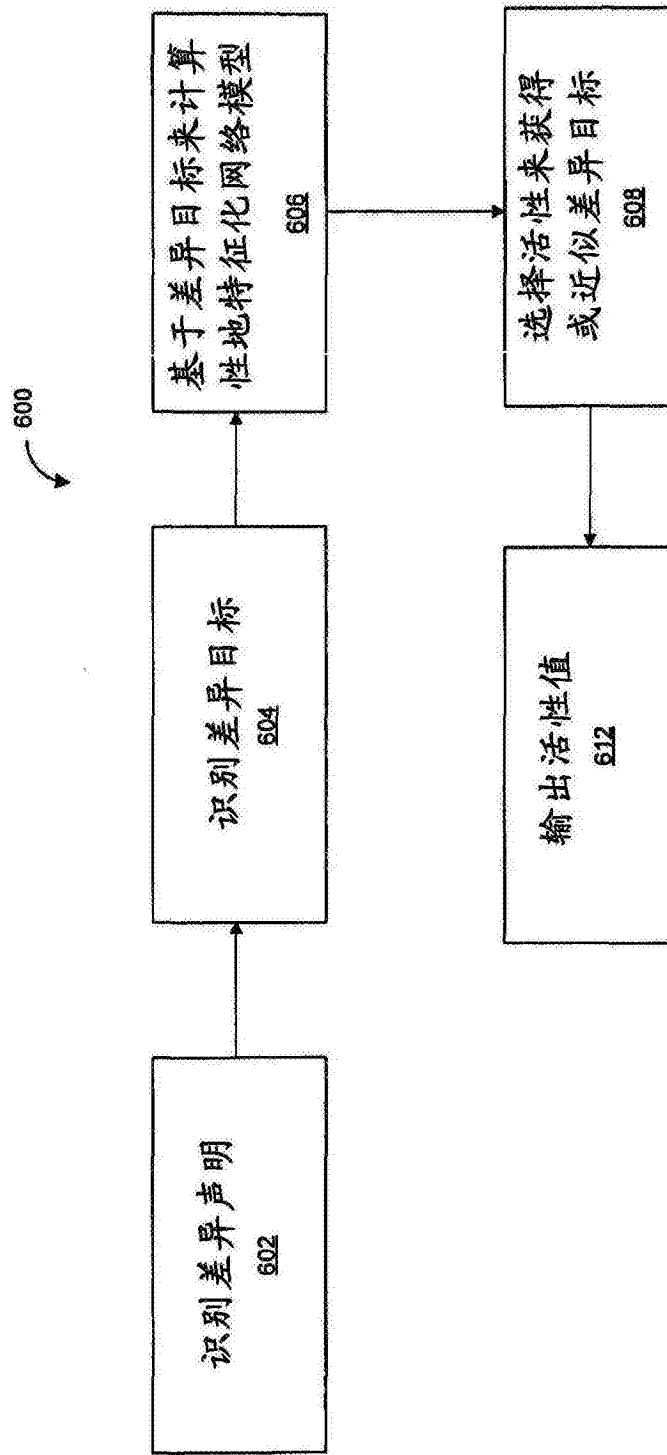 600
识别差异声明
602
识别差异目标
604
基于差异目标来计算
性地特征化网络模型
606
选择活性来获得
或近似差异目标
608
输出活性值
612